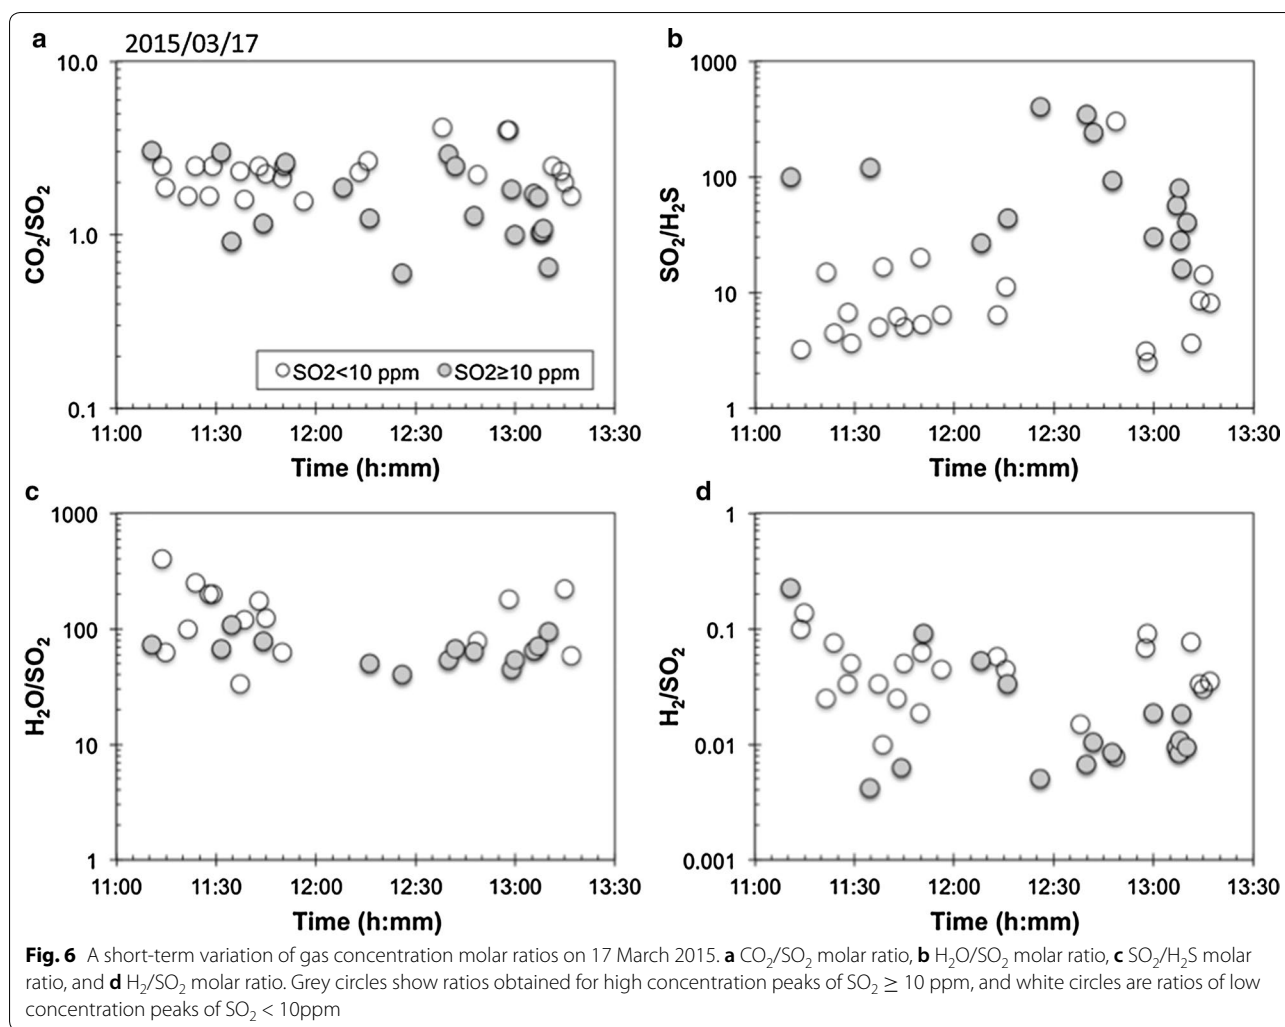 a 2015/03/17
10.0
1.0
0.1
CO2/SO2
SO2<10 ppm SO2≥10 ppm
11:00 11:30 12:00 12:30 13:00 13:30
Time (h:mm)
b
1000
100
10
1
SO2/H2S
11:00 11:30 12:00 12:30 13:00 13:30
Time (h:mm)
c
1000
100
10
1
H2O/SO2
11:00 11:30 12:00 12:30 13:00 13:30
Time (h:mm)
d
1
0.1
0.01
0.001
H2/SO2
11:00 11:30 12:00 12:30 13:00 13:30
Time (h:mm)
Fig. 6 A short-term variation of gas concentration molar ratios on 17 March 2015. a CO2/SO2 molar ratio, b H2O/SO2 molar ratio, c SO2/H2S molar
ratio, and d H2/SO2 molar ratio. Grey circles show ratios obtained for high concentration peaks of SO2 ≥ 10 ppm, and white circles are ratios of low
concentration peaks of SO2 < 10ppm